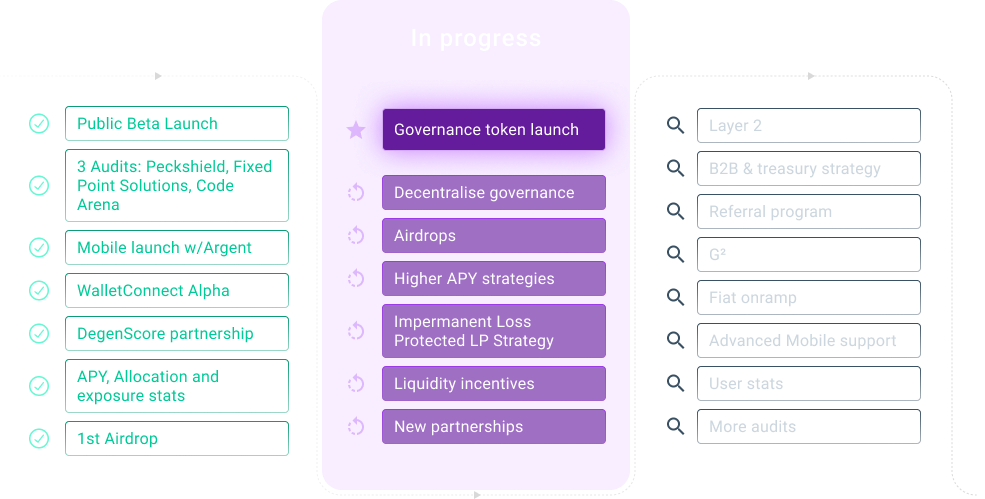 In progress
Public Beta Launch
3 Audits: Peckshield, Fixed
Point Solutions, Code
Arena
Mobile launch w/Argent
WalletConnect Alpha
DegenScore partnership
APY, Allocation and
exposure stats
1st Airdrop
Governance token launch
Decentralise governance
Airdrops
Higher APY strategies
Impermanent Loss
Protected LP Strategy
Liquidity incentives
New partnerships
Layer 2
B2B & treasury strategy
Referral program
G²
Fiat onramp
Advanced Mobile support
User stats
More audits